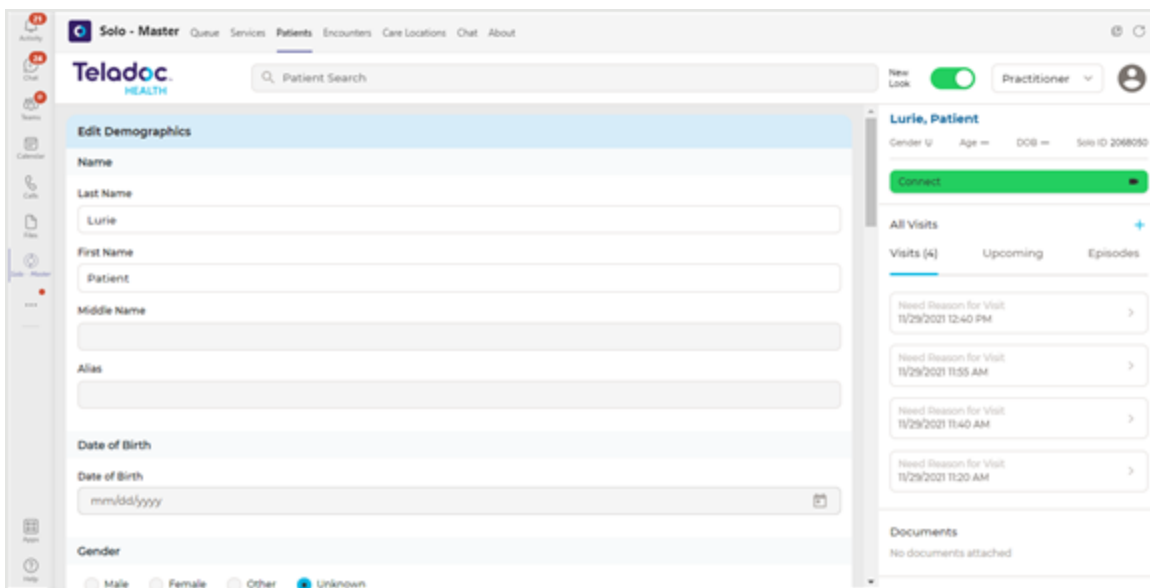 21
Activity
24
Chat
Teams
Calendar
Calls
Files
Solo - Master
...
Apps
Help
Solo - Master Queue Services Patients Encounters Care Locations Chat About
Teladoc
HEALTH
Patient Search
New
Look
Practitioner
Edit Demographics
Name
Last Name
Lurie
First Name
Patient
Middle Name
Alias
Date of Birth
Date of Birth
mm/dd/yyyy
Gender
Male Female Other Unknown
Lurie, Patient
Gender U Age — DOB — Solo ID 2068050
Connect
All Visits +
Visits (4) Upcoming Episodes
Need Reason for Visit
11/29/2021 12:40 PM
Need Reason for Visit
11/29/2021 11:55 AM
Need Reason for Visit
11/29/2021 11:40 AM
Need Reason for Visit
11/29/2021 11:20 AM
Documents
No documents attached